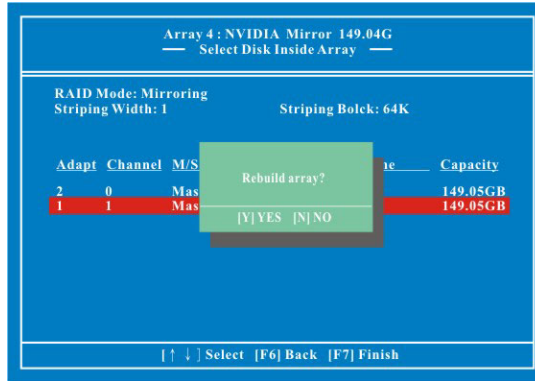 Array 4 : NVIDIA Mirror 149.04G
Select Disk Inside Array
RAID Mode: Mirroring
Striping Width: 1 Striping Bolck: 64K
Adapt Channel M/S me Capacity
2 0 Mas 149.05GB
1 1 Mas 149.05GB
Rebuild array?
[Y] YES [N] NO
[ ↑ ↓ ] Select [F6] Back [F7] Finish